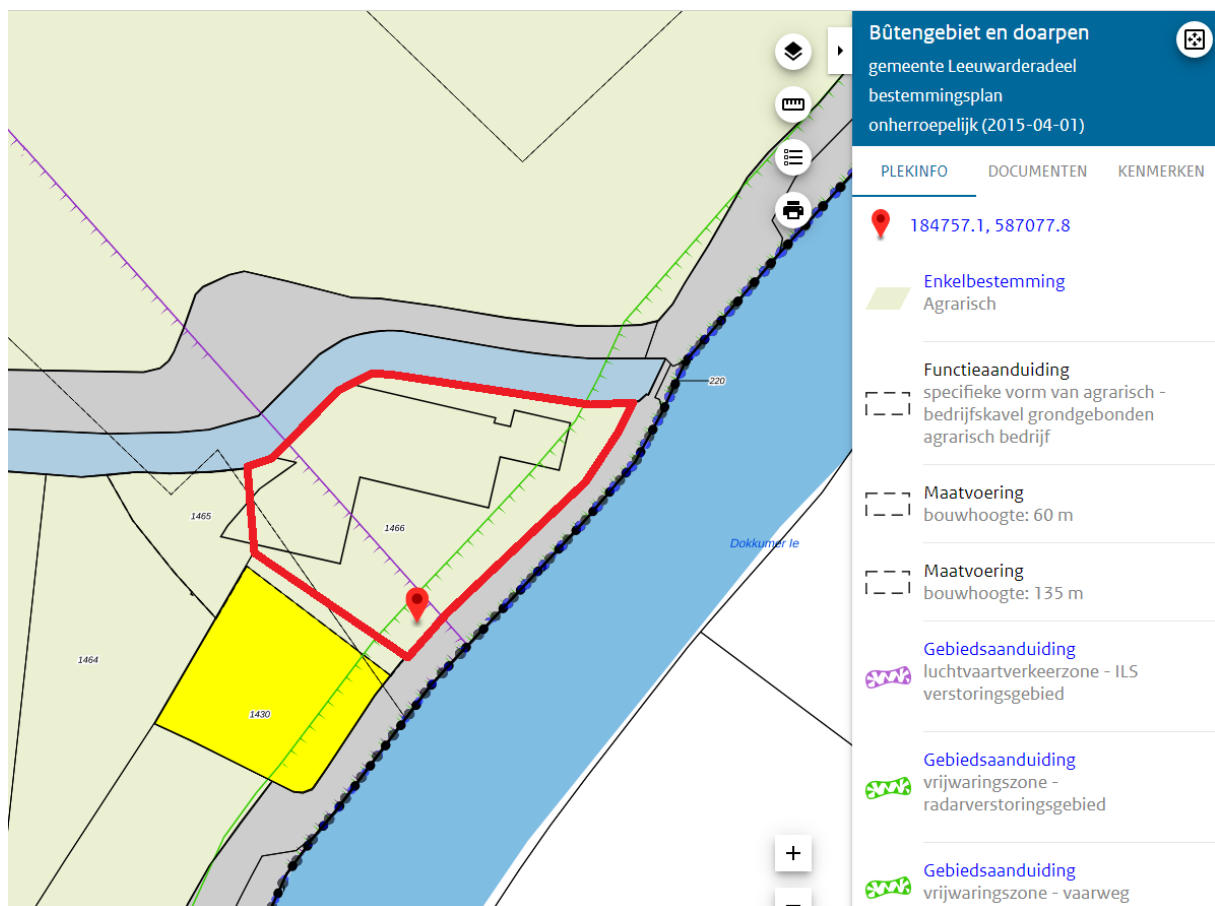 Bûtengebiet en doarpen
gemeente Leeuwarderadeel
bestemmingsplan
onherroepelijk (2015-04-01)
PLEKINFO DOCUMENTEN KENMERKEN
184757.1, 587077.8
Enkelbestemming
Agrarisch
Functieaanduiding
specifieke vorm van agrarisch -
bedrijfskavel grondgebonden
agrarisch bedrijf
Maatvoering
bouwhoogte: 60 m
Maatvoering
bouwhoogte: 135 m
Gebiedsaanduiding
luchtvaartverkeerzone - ILS
verstoringsgebied
Gebiedsaanduiding
vrijwaringszone -
radarverstoringsgebied
Gebiedsaanduiding
vrijwaringszone - vaarweg
220
1465
1466
Dokkumer Ie
1464
1430